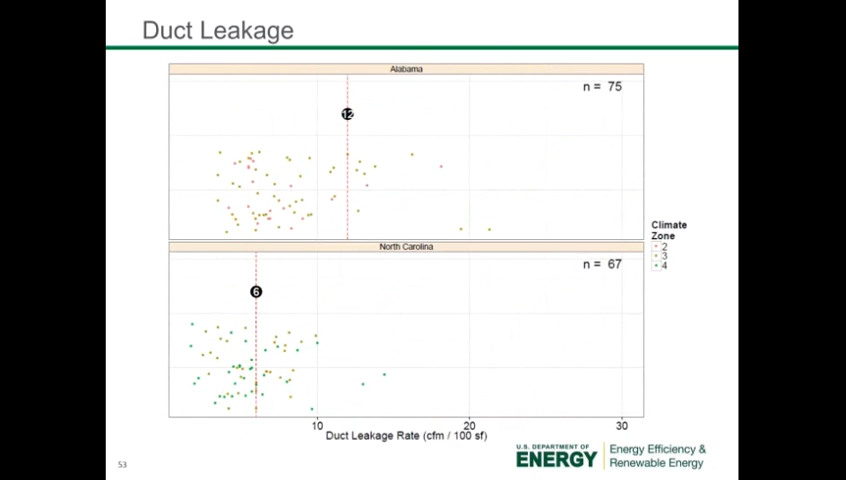 Duct Leakage
Alabama
n = 75
12
North Carolina
n = 67
6
Climate
Zone
2
3
4
10
20
30
Duct Leakage Rate (cfm / 100 sf)
53
U.S. DEPARTMENT OF
ENERGY
Energy Efficiency &
Renewable Energy